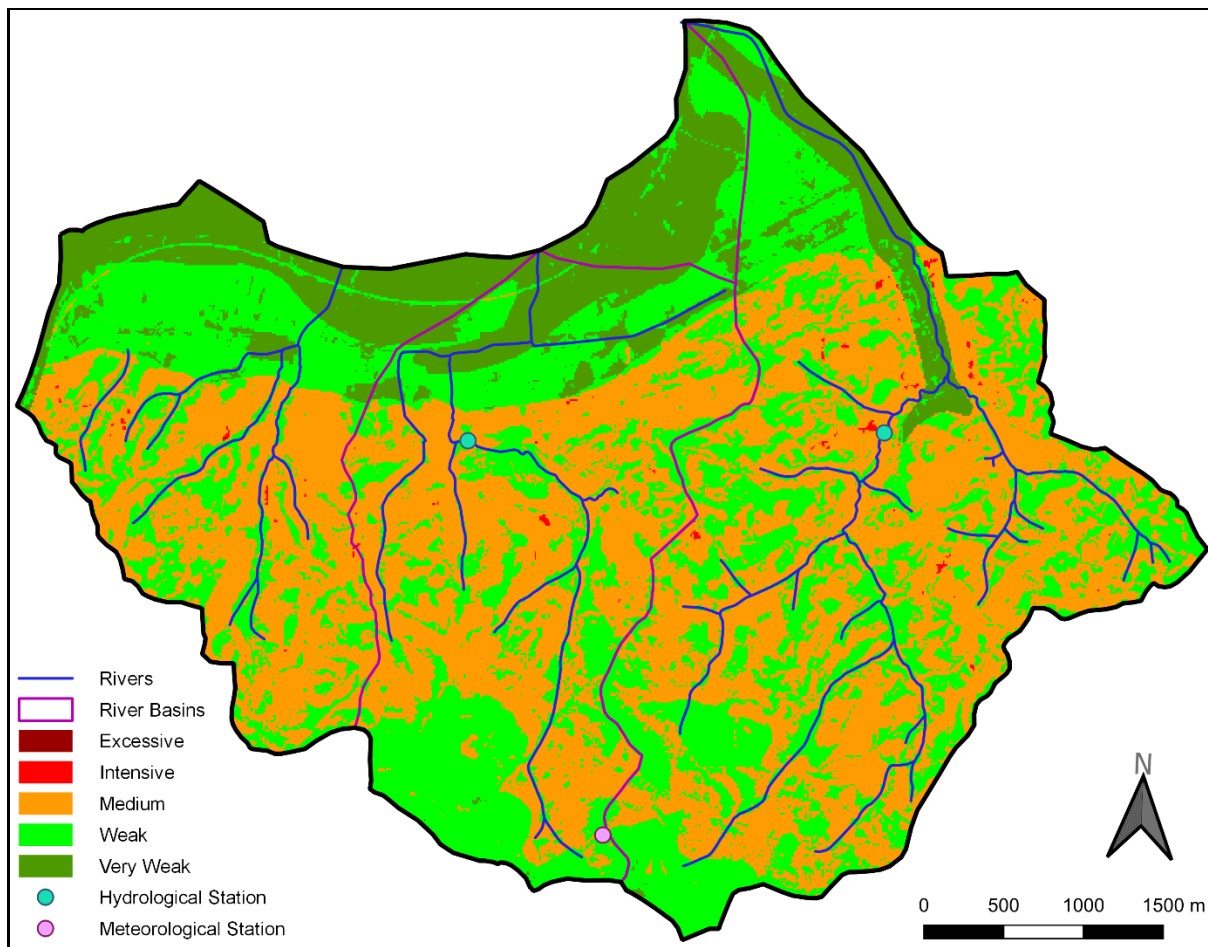 Rivers
River Basins
Excessive
Intensive
Medium
Weak
Very Weak
Hydrological Station
Meteorological Station
N
0 500 1000 1500 m